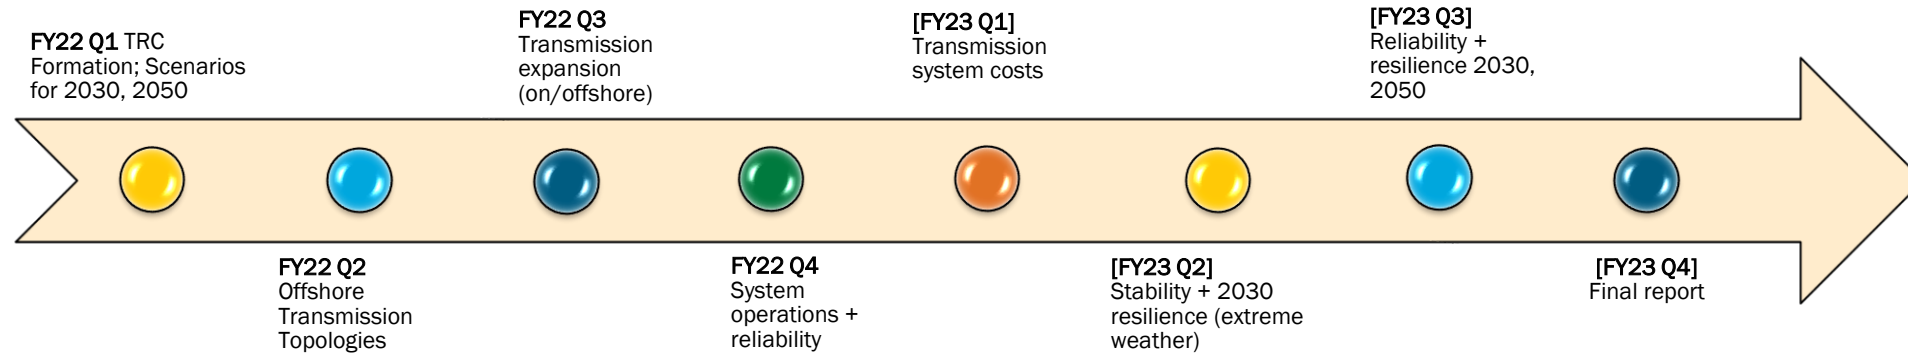 FY22 Q1 TRC
Formation; Scenarios
for 2030, 2050
FY22 Q2
Offshore
Transmission
Topologies
FY22 Q3
Transmission
expansion
(on/offshore)
FY22 Q4
System
operations +
reliability
[FY23 Q1]
Transmission
system costs
[FY23 Q2]
Stability + 2030
resilience (extreme
weather)
[FY23 Q3]
Reliability +
resilience 2030,
2050
[FY23 Q4]
Final report